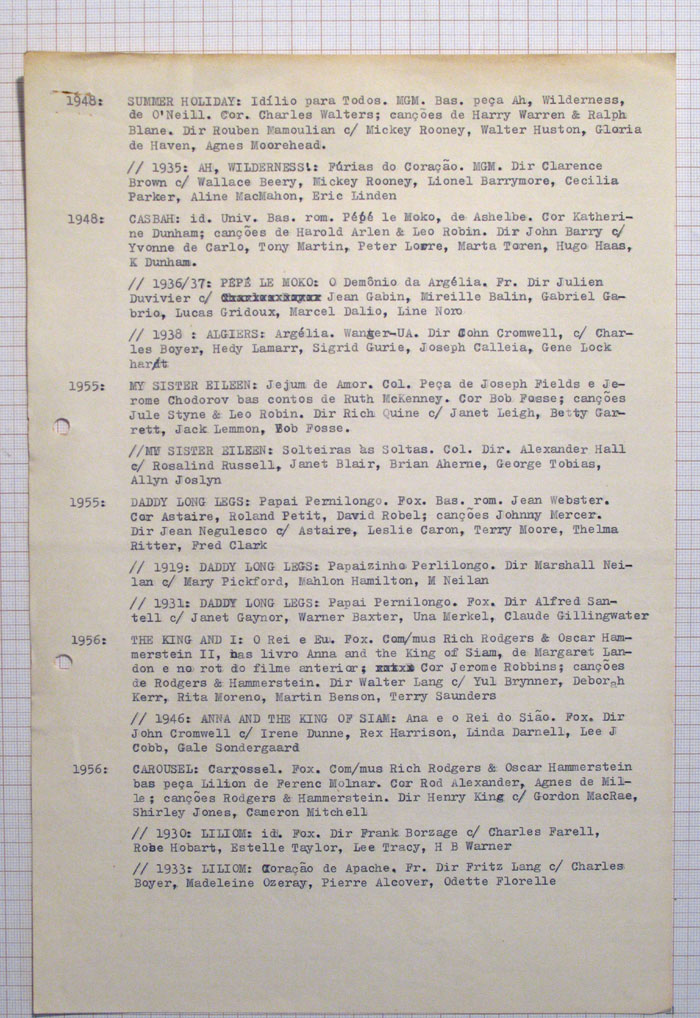 1948: SUMMER HOLIDAY: Idílio para Todos. MGM. Bas. peça Ah, Wilderness,
de O'Neill. Cor. Charles Walters; canções de Harry Warren & Ralph
Blane. Dir Rouben Mamoulian c/ Mickey Rooney, Walter Huston, Gloria
de Haven, Agnes Moorehead.
// 1935: AH, WILDERNESS!: Fúrias do Coração. MGM. Dir Clarence
Brown c/ Wallace Beery, Mickey Rooney, Lionel Barrymore, Cecilia
Parker, Aline MacMahon, Eric Linden
1948: CASBAH: id. Univ. Bas. rom. Pépé le Moko, de Ashelbe. Cor Katheri-
ne Dunham; canções de Harold Arlen & Leo Robin. Dir John Barry c/
Yvonne de Carlo, Tony Martin, Peter Lorre, Marta Toren, Hugo Haas,
K Dunham.
// 1936/37: PÉPÉ LE MOKO: O Demônio da Argélia. Fr. Dir Julien
Duvivier c/ Jean Gabin, Mireille Balin, Gabriel Ga-
brio, Lucas Gridoux, Marcel Dalio, Line Noro
// 1938 : ALGIERS: Argélia. Wanger-UA. Dir John Cromwell, c/ Char-
les Boyer, Hedy Lamarr, Sigrid Gurie, Joseph Calleia, Gene Lock
hardt
1955: MY SISTER EILEEN: Jejum de Amor. Col. Peça de Joseph Fields e Je-
rome Chodorov bas contos de Ruth McKenney. Cor Bob Fosse; canções
Jule Styne & Leo Robin. Dir Rich Quine c/ Janet Leigh, Betty Gar-
rett, Jack Lemmon, Bob Fosse.
//MY SISTER EILEEN: Solteiras às Soltas. Col. Dir. Alexander Hall
c/ Rosalind Russell, Janet Blair, Brian Aherne, George Tobias,
Allyn Joslyn
1955: DADDY LONG LEGS: Papai Pernilongo. Fox. Bas. rom. Jean Webster.
Cor Astaire, Roland Petit, David Robel; canções Johnny Mercer.
Dir Jean Negulesco c/ Astaire, Leslie Caron, Terry Moore, Thelma
Ritter, Fred Clark
// 1919: DADDY LONG LEGS: Papaizinho Perlilongo. Dir Marshall Nei-
lan c/ Mary Pickford, Mahlon Hamilton, M Neilan
// 1931: DADDY LONG LEGS: Papai Pernilongo. Fox. Dir Alfred San-
tell c/ Janet Gaynor, Warner Baxter, Una Merkel, Claude Gillingwater
1956: THE KING AND I: O Rei e Eu. Fox. Com/mus Rich Rodgers & Oscar Ham-
merstein II, bas livro Anna and the King of Siam, de Margaret Lan-
don e no rot do filme anterior; Cor Jerome Robbins; canções
de Rodgers & Hammerstein. Dir Walter Lang c/ Yul Brynner, Deborah
Kerr, Rita Moreno, Martin Benson, Terry Saunders
// 1946: ANNA AND THE KING OF SIAM: Ana e o Rei do Sião. Fox. Dir
John Cromwell c/ Irene Dunne, Rex Harrison, Linda Darnell, Lee J
Cobb, Gale Sondergaard
1956: CAROUSEL: Carrossel. Fox. Com/mus Rich Rodgers & Oscar Hammerstein
bas peça Lilion de Ferenc Molnar. Cor Rod Alexander, Agnes de Mil-
le; canções Rodgers & Hammerstein. Dir Henry King c/ Gordon MacRae,
Shirley Jones, Cameron Mitchell
// 1930: LILIOM: id. Fox. Dir Frank Borzage c/ Charles Farell,
Rose Hobart, Estelle Taylor, Lee Tracy, H B Warner
// 1933: LILIOM: Coração de Apache. Fr. Dir Fritz Lang c/ Charles
Boyer, Madeleine Ozeray, Pierre Alcover, Odette Florelle